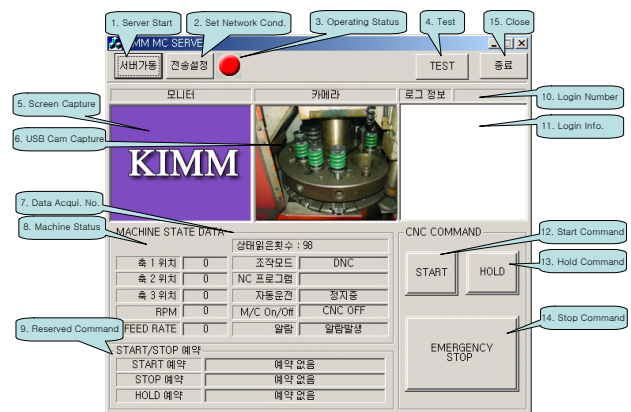 1. Server Start
2. Set Network Cond.
3. Operating Status
4. Test
15. Close
MM MC SERVE
서버가동
전송설정
TEST
종료
모니터
카메라
로그 정보
10. Login Number
5. Screen Capture
6. USB Cam Capture
11. Login Info.
KIMM
7. Data Acqui. No.
8. Machine Status
MACHINE STATE DATA
상태읽은횟수 : 98
축 1 위치 0 조작모드 DNC
축 2 위치 0 NC 프로그램
축 3 위치 0 자동운전 정지중
RPM 0 M/C On/Off CNC OFF
FEED RATE 0 알람 알람발생
CNC COMMAND
12. Start Command
START
HOLD
13. Hold Command
14. Stop Command
EMERGENCY
STOP
9. Reserved Command
START/STOP 예약
START 예약 예약 없음
STOP 예약 예약 없음
HOLD 예약 예약 없음